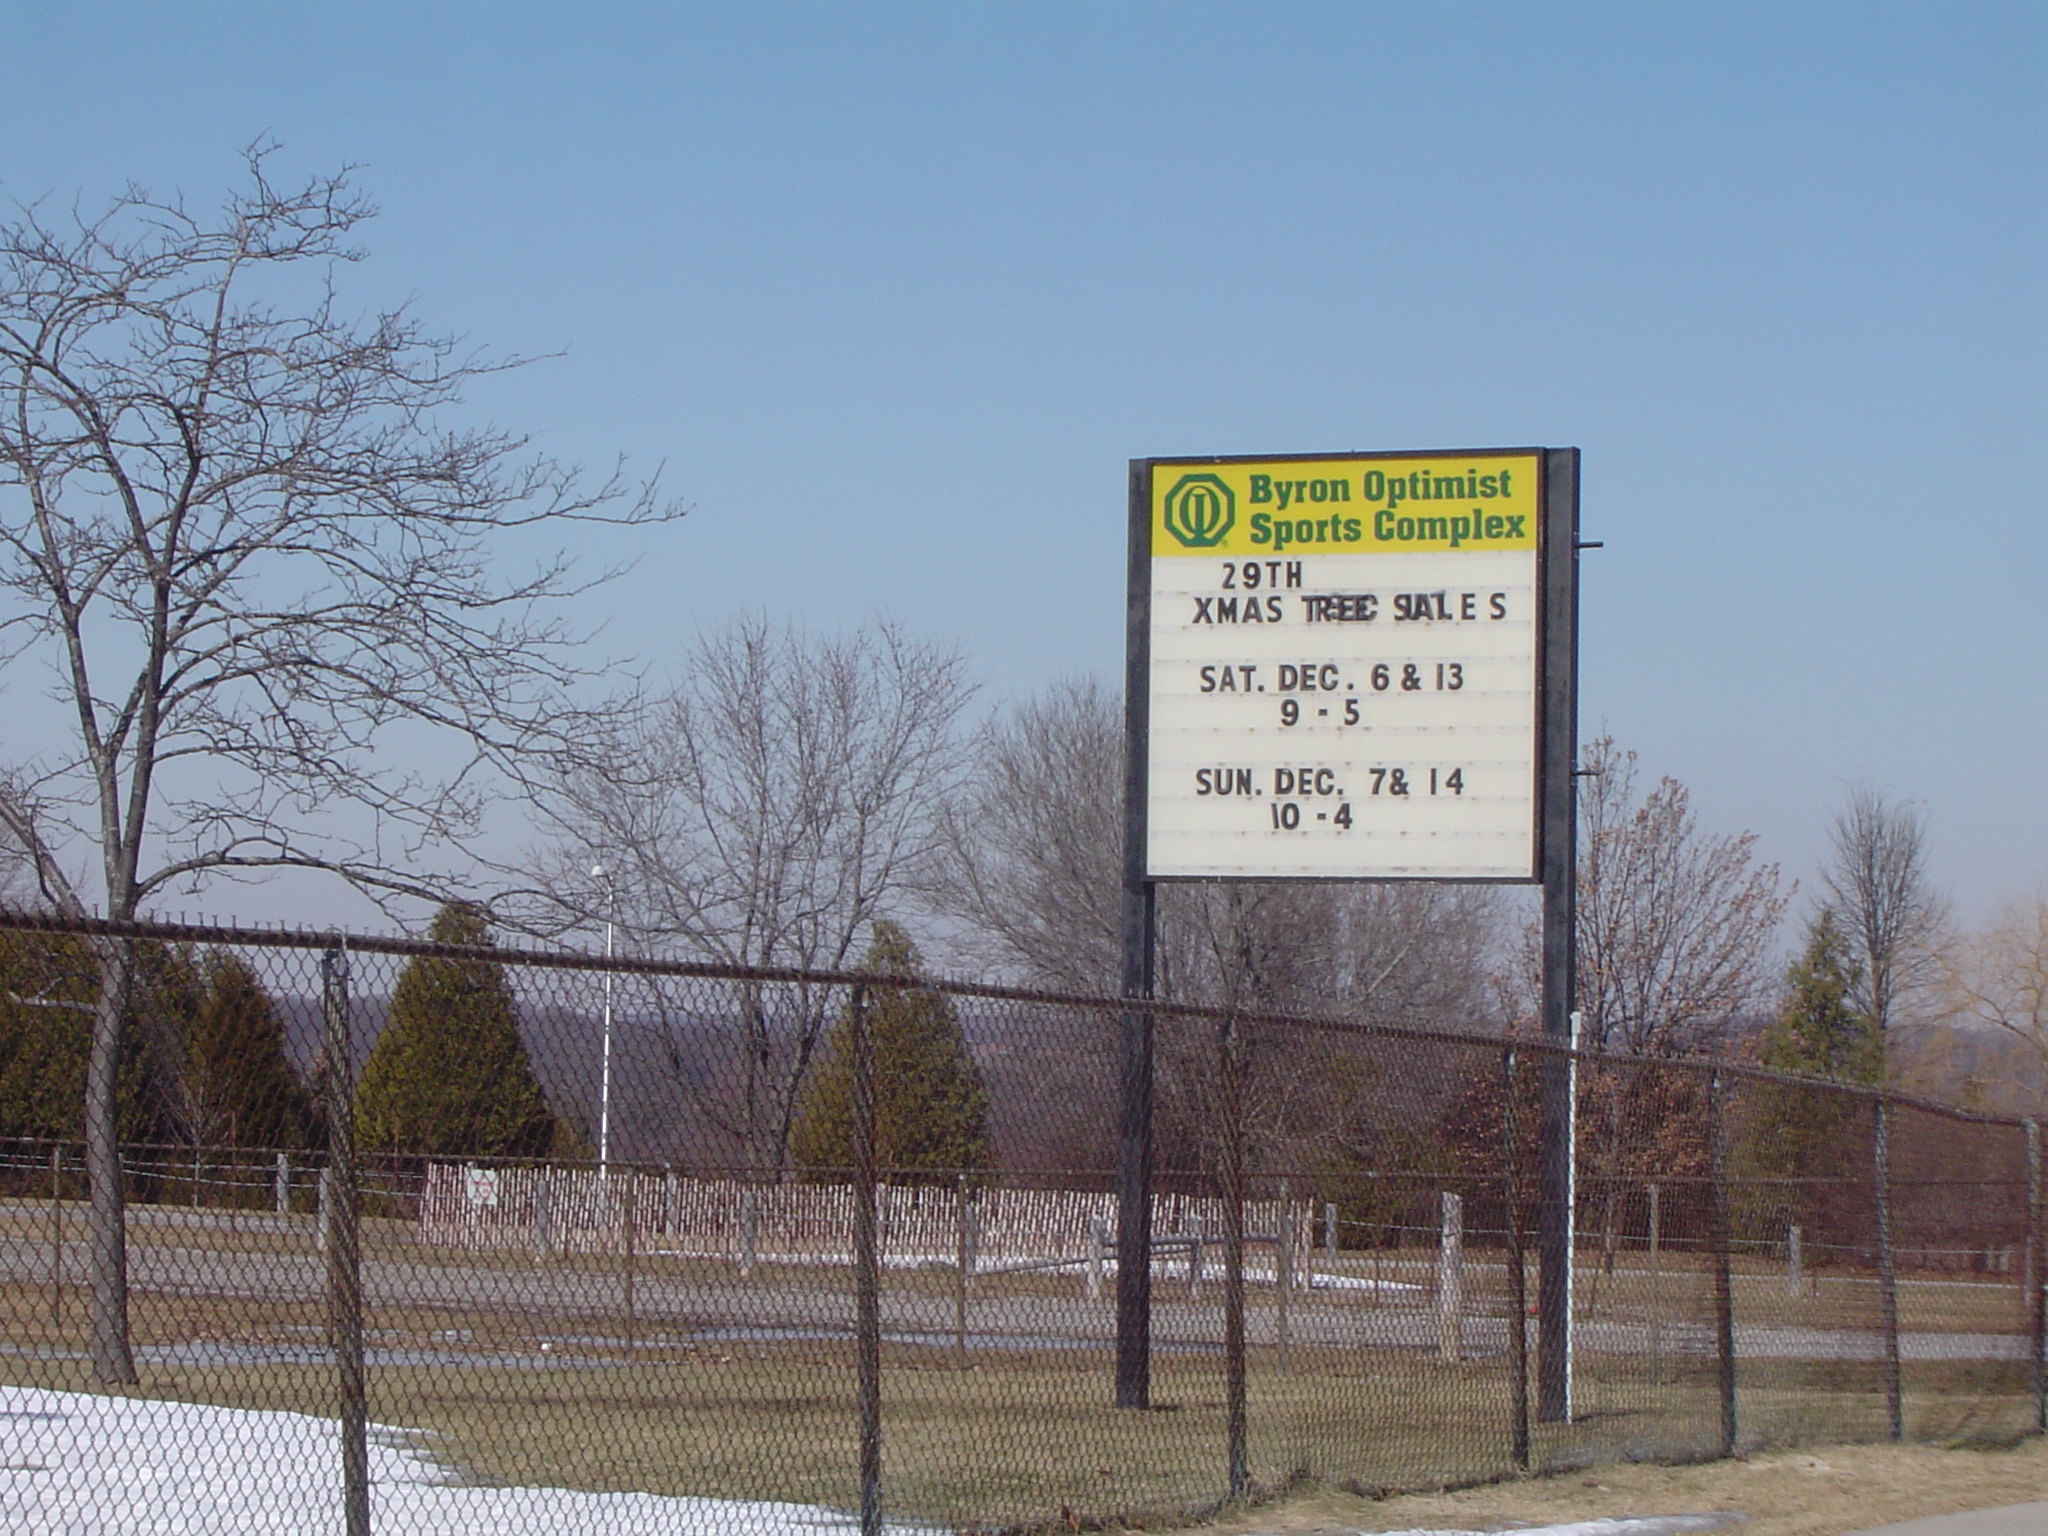 Byron Optimist
Sports Complex
29TH
XMAS TREE SALES
SAT. DEC. 6 & 13
9 - 5
SUN. DEC. 7& 14
10 - 4